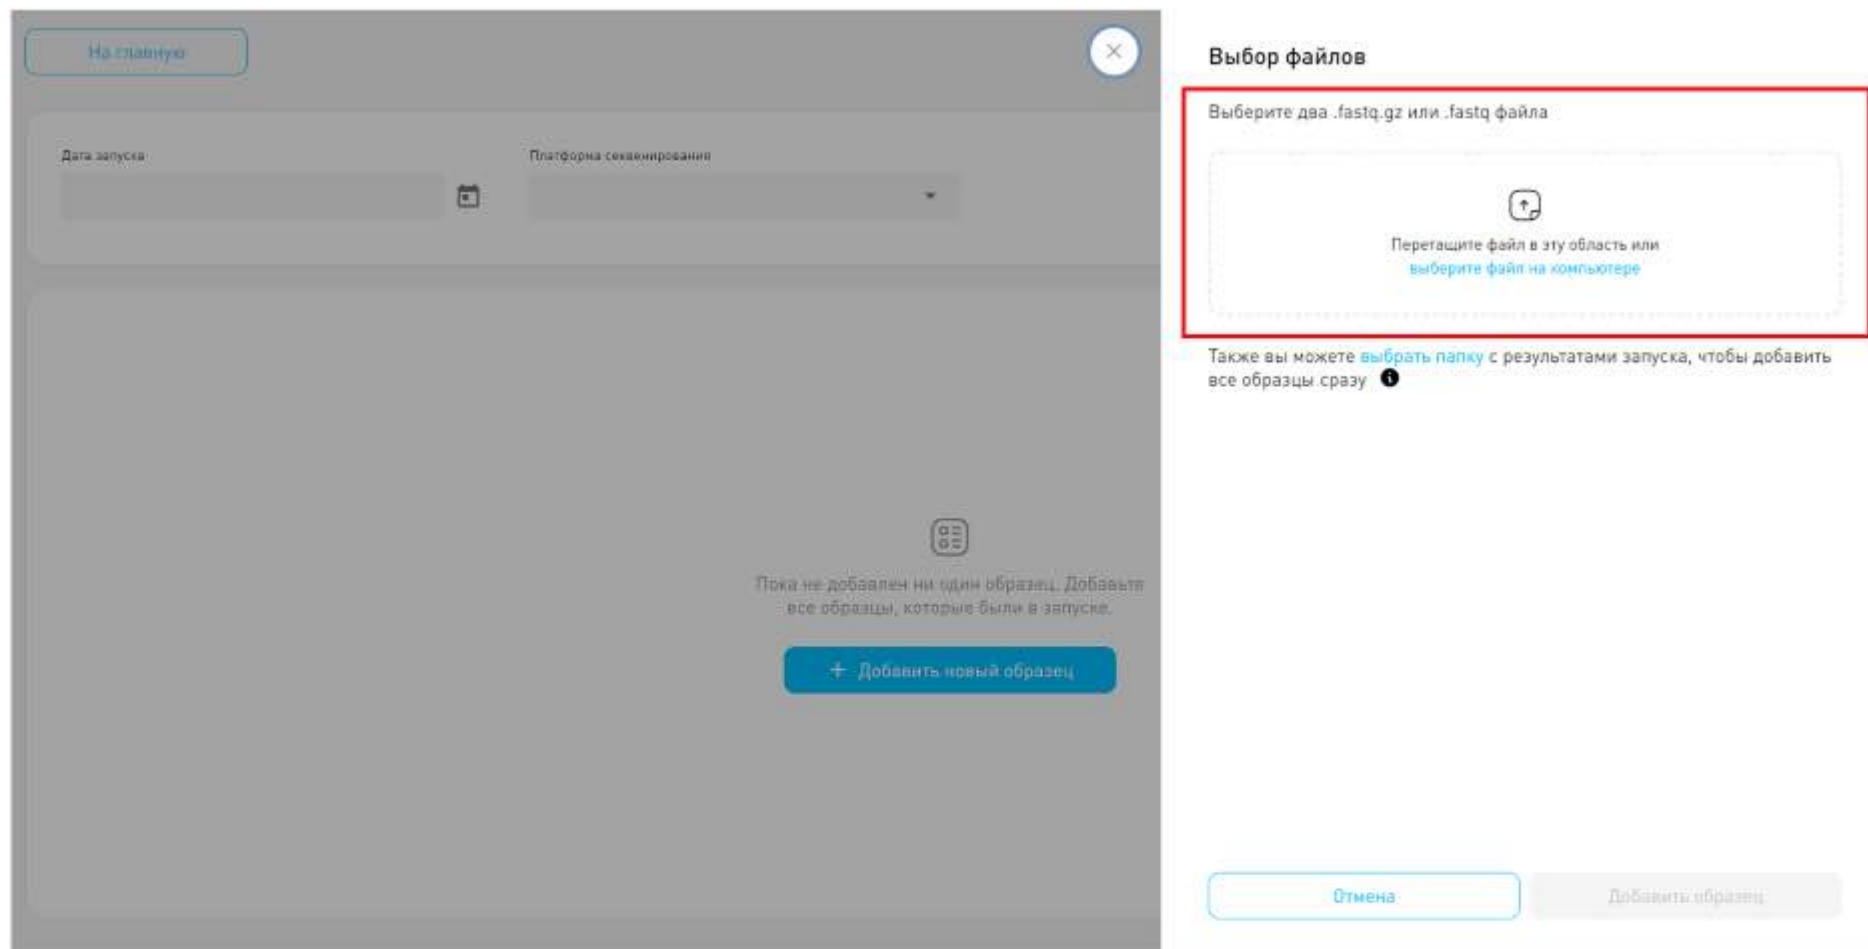 На главную
Выбор файлов
Выберите два .fastq.gz или .fastq файла
Дата запуска
Платформа секвенирования
Перетащите файл в эту область или
выберите файл на компьютере
Также вы можете выбрать папку с результатами запуска, чтобы добавить
все образцы сразу
Пока не добавлен ни один образец. Добавьте
все образцы, которые были в запуске.
+ Добавить новый образец
Отмена
Добавить образец